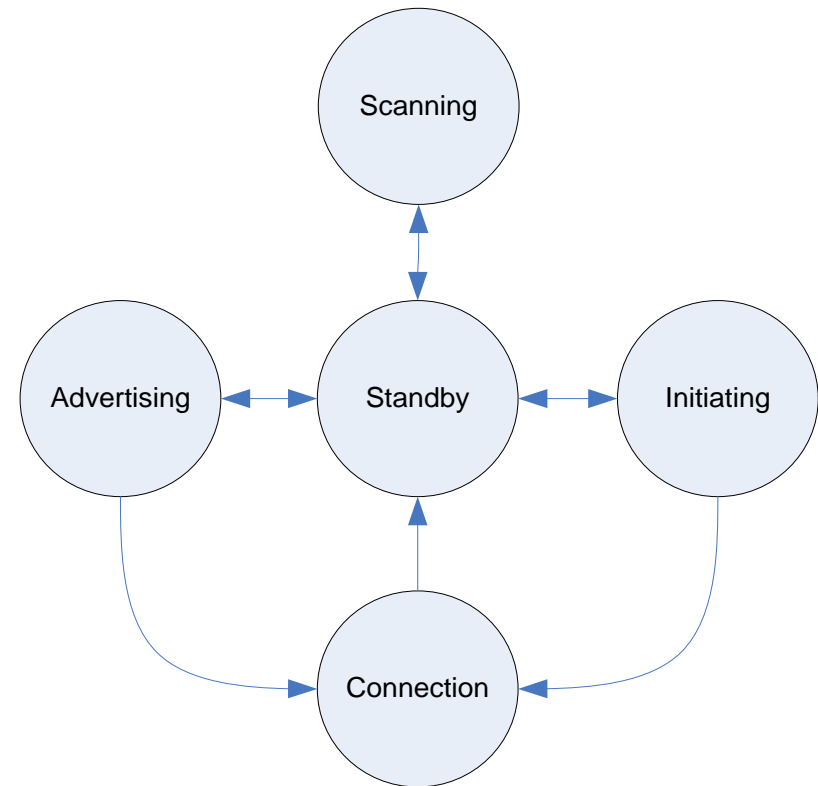 Scanning
Advertising
Standby
Initiating
Connection